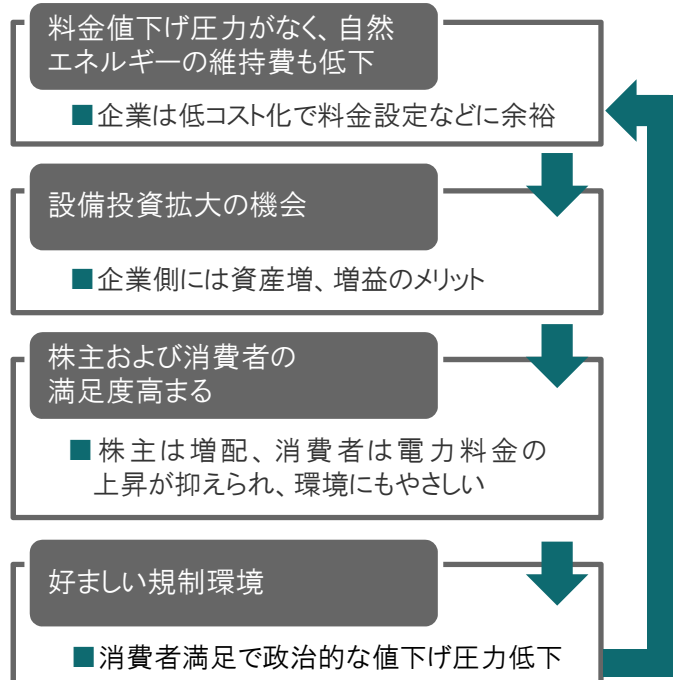 料金値下げ圧力がなく、自然
エネルギーの維持費も低下
■企業は低コスト化で料金設定などに余裕
設備投資拡大の機会
■企業側には資産増、増益のメリット
株主および消費者の
満足度高まる
■株主は増配、消費者は電力料金の
上昇が抑えられ、環境にもやさしい
好ましい規制環境
■消費者満足で政治的な値下げ圧力低下